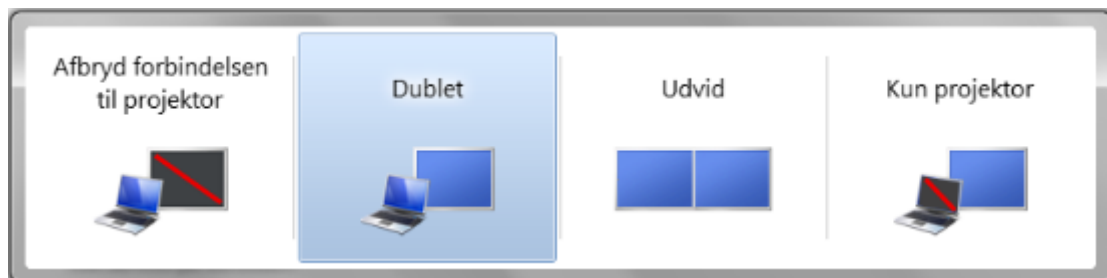 Afbryd forbindelsen
til projektor
Dublet
Udvid
Kun projektor